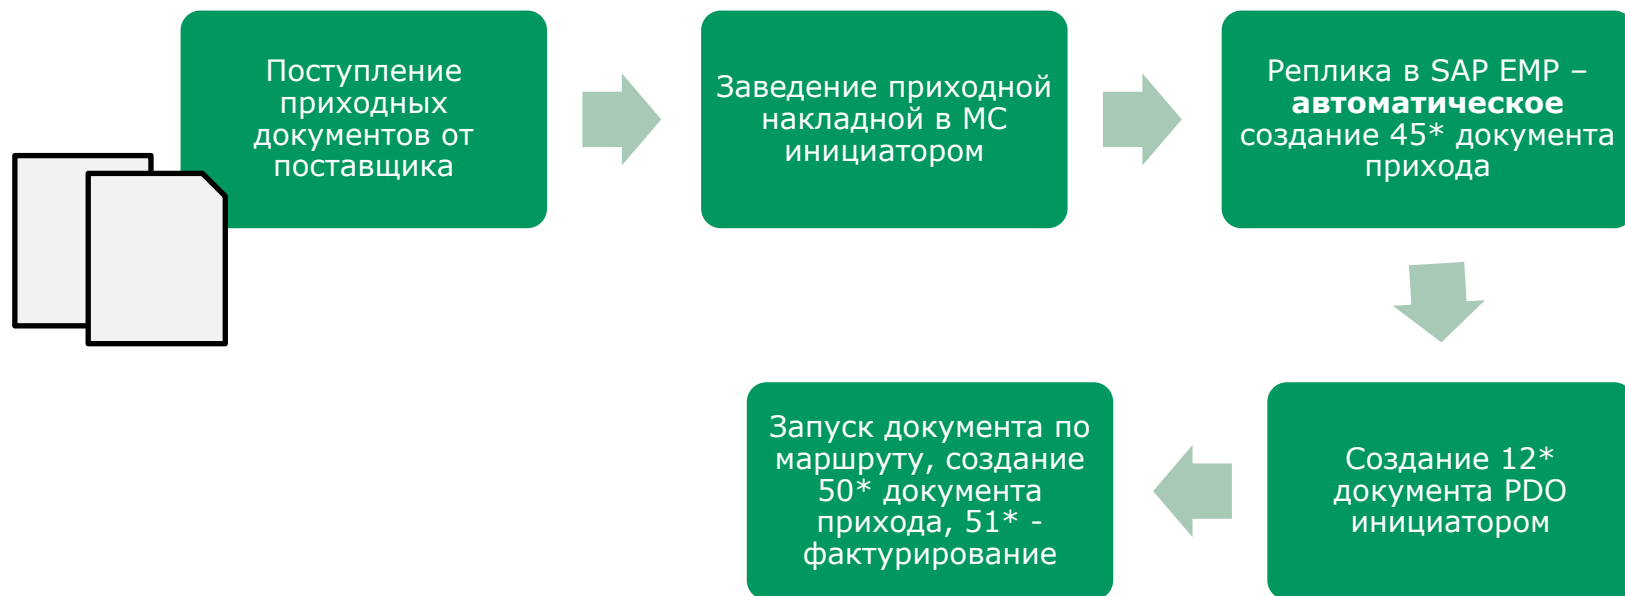 Поступление
приходных
документов от
поставщика
Заведение приходной
накладной в МС
инициатором
Реплика в SAP EMP –
автоматическое
создание 45* документа
прихода
Создание 12*
документа PDO
инициатором
Запуск документа по
маршруту, создание
50* документа
прихода, 51* -
фактурирование